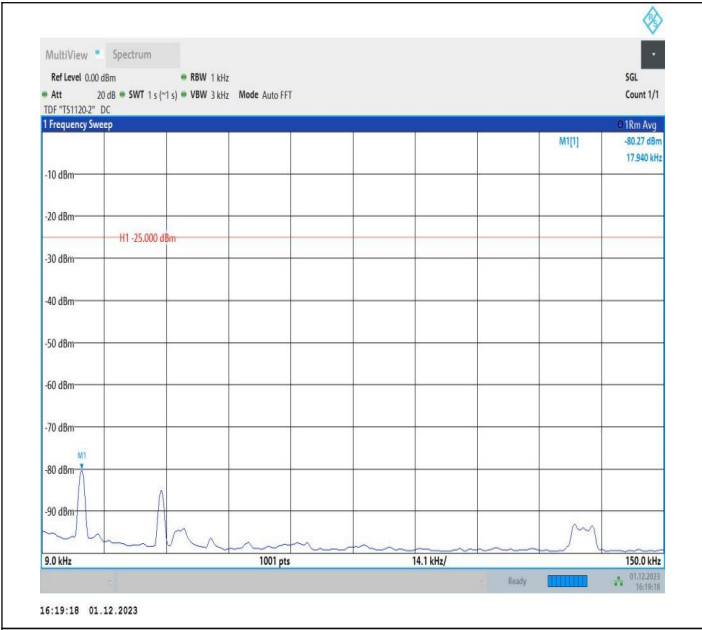 MultiView Spectrum
Ref Level 0.00 dBm RBW 1 kHz SGL
Att 20 dB SWT 1 s (~1 s) VBW 3 kHz Mode Auto FFT Count 1/1
TDF "TS1120-2" DC
1 Frequency Sweep 1Rm Avg
M1[1] -80.27 dBm
17.940 kHz
-10 dBm
-20 dBm
H1 -25.000 dBm
-30 dBm
-40 dBm
-50 dBm
-60 dBm
-70 dBm
M1
-80 dBm
-90 dBm
9.0 kHz 1001 pts 14.1 kHz/ 150.0 kHz
Ready 01.12.2023
16:19:18
16:19:18 01.12.2023